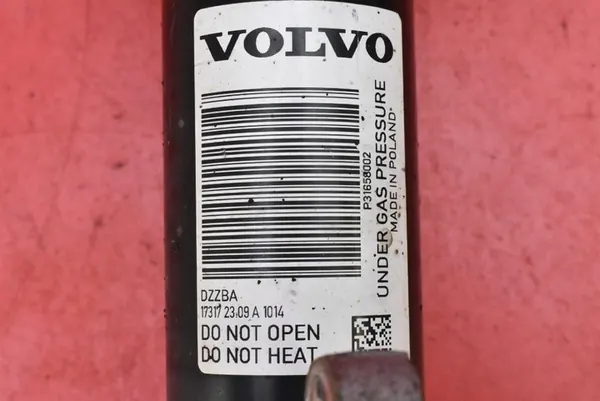 VOLVO
P31658002
UNDER GAS PRESSURE
MADE IN POLAND
DZZBA
17317 23.09 A 1014
DO NOT OPEN
DO NOT HEAT